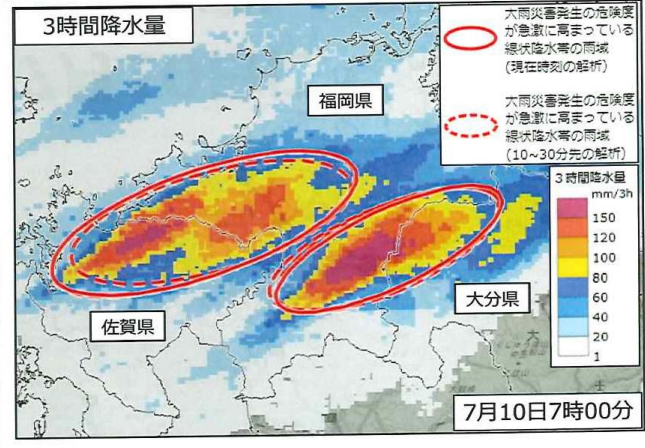 3時間降水量
大雨災害発生の危険度
が急激に高まっている
線状降水帯の雨域
(現在時刻の解析)
大雨災害発生の危険度
が急激に高まっている
線状降水帯の雨域
(10~30分先の解析)
福岡県
3時間降水量
mm/3h
150
120
100
80
60
40
20
1
佐賀県
大分県
大
7月10日7時00分